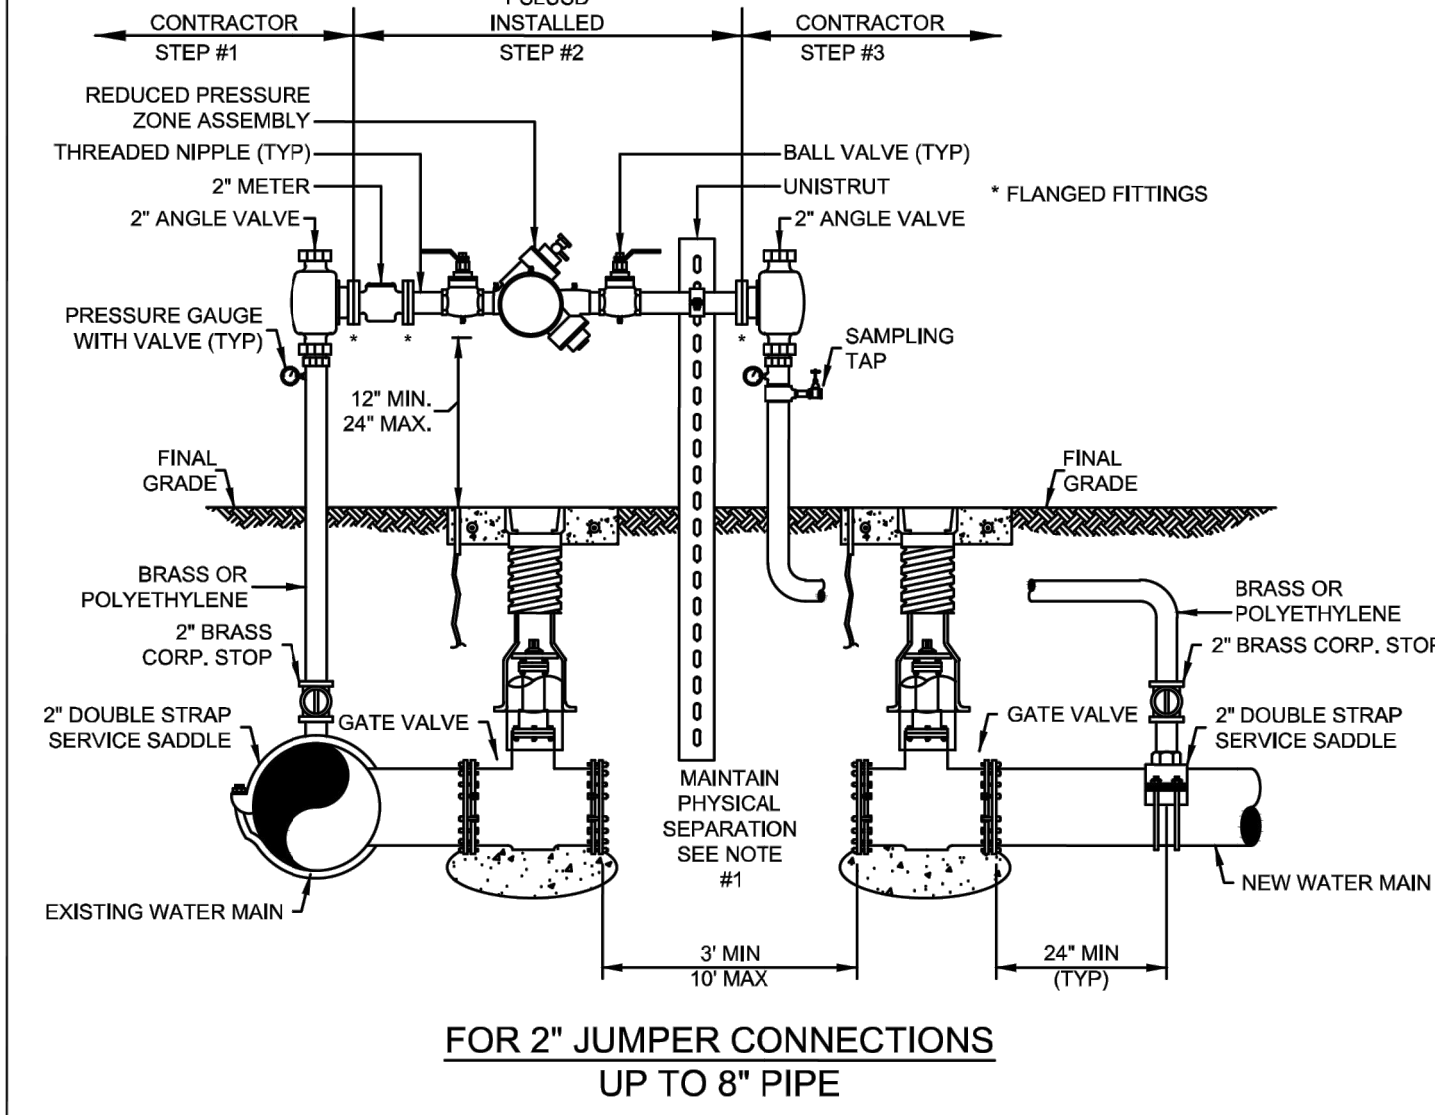 CONTRACTOR
STEP #1
INSTALLED
STEP #2
CONTRACTOR
STEP #3
REDUCED PRESSURE
ZONE ASSEMBLY
THREADED NIPPLE (TYP)
2" METER
2" ANGLE VALVE
BALL VALVE (TYP)
UNISTRUT
* FLANGED FITTINGS
2" ANGLE VALVE
PRESSURE GAUGE
WITH VALVE (TYP)
*
*
*
SAMPLING
TAP
12" MIN.
24" MAX.
FINAL
GRADE
FINAL
GRADE
BRASS OR
POLYETHYLENE
BRASS OR
POLYETHYLENE
2" BRASS
CORP. STOP
2" BRASS CORP. STOP
2" DOUBLE STRAP
SERVICE SADDLE
GATE VALVE
GATE VALVE
2" DOUBLE STRAP
SERVICE SADDLE
MAINTAIN
PHYSICAL
SEPARATION
SEE NOTE
#1
EXISTING WATER MAIN
NEW WATER MAIN
3' MIN
10' MAX
24" MIN
(TYP)
FOR 2" JUMPER CONNECTIONS
UP TO 8" PIPE